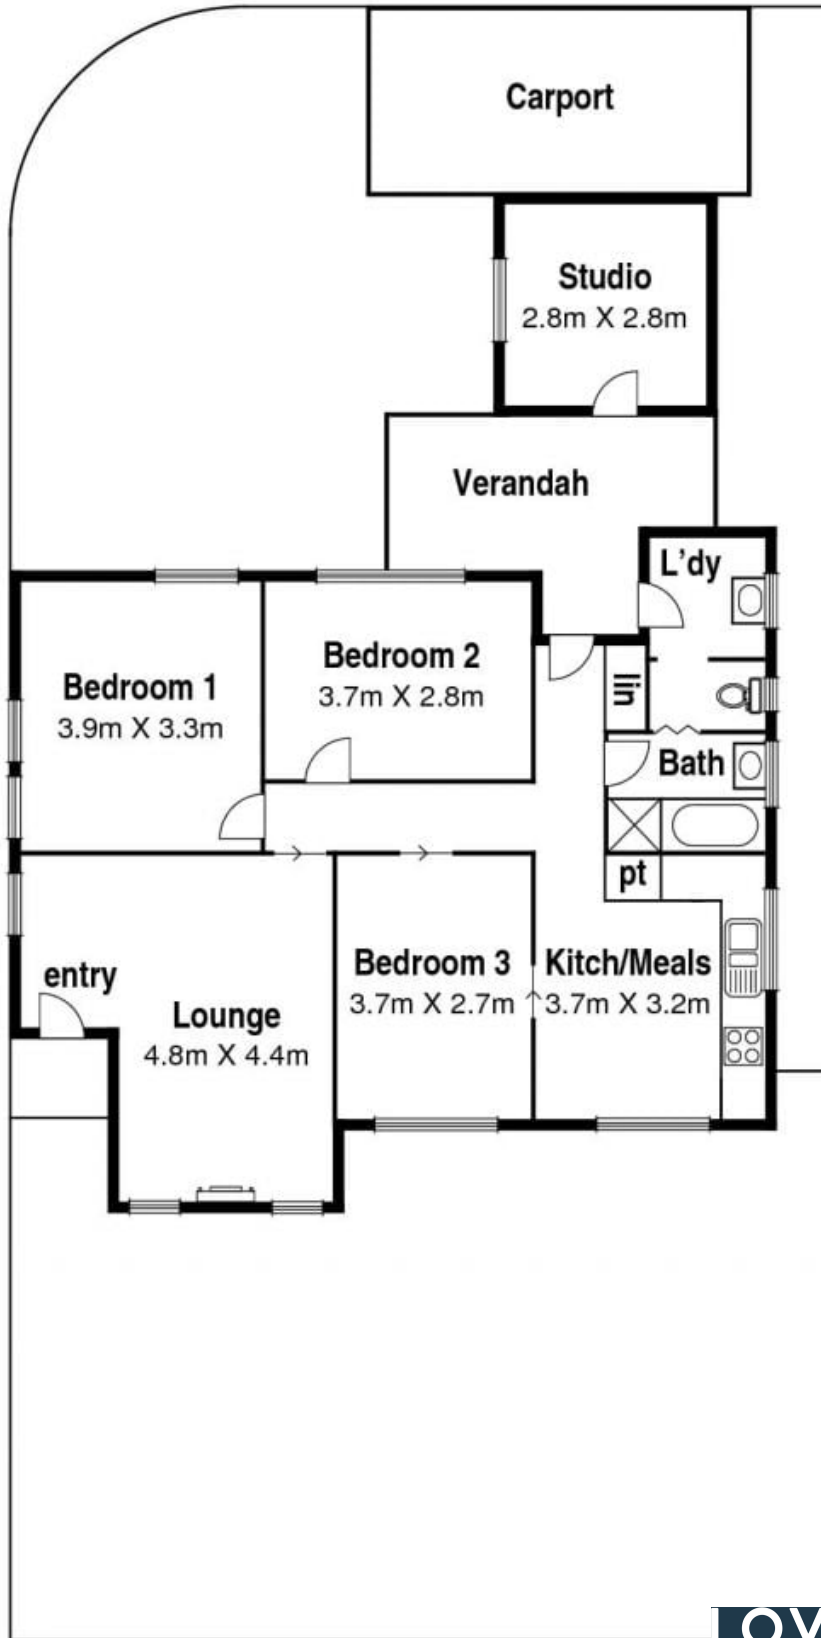 Carport
Studio
2.8m X 2.8m
Verandah
L'dy
Bedroom 1
3.9m X 3.3m
Bedroom 2
3.7m X 2.8m
lin
Bath
pt
entry
Lounge
4.8m X 4.4m
Bedroom 3
3.7m X 2.7m
Kitch/Meals
3.7m X 3.2m